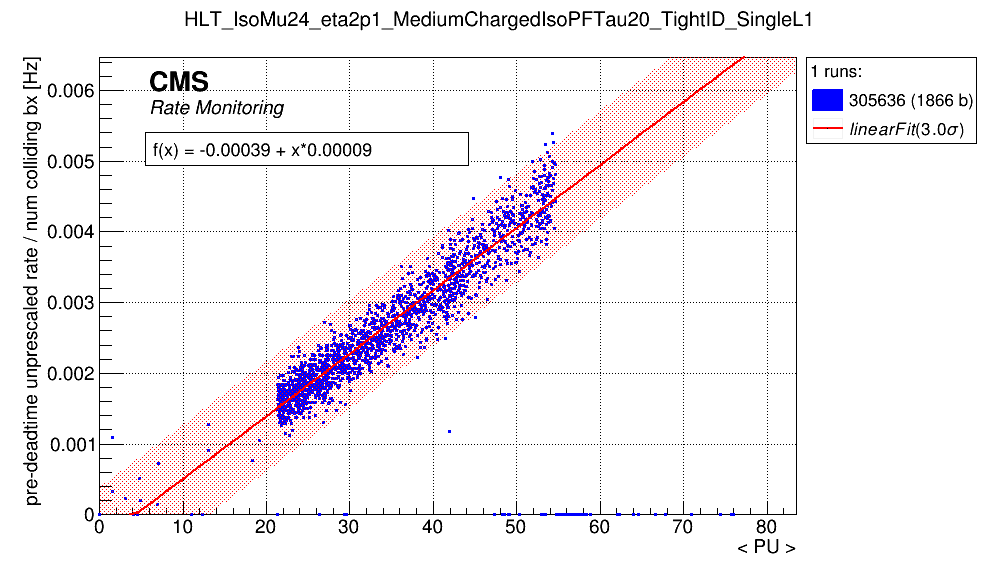 HLT_IsoMu24_eta2p1_MediumChargedIsoPFTau20_TightID_SingleL1
pre-deadtime unprescaled rate / num colliding bx [Hz]
CMS
Rate Monitoring
f(x) = -0.00039 + x*0.00009
1 runs:
305636 (1866 b)
linearFit(3.0σ)
0.006
0.005
0.004
0.003
0.002
0.001
0
0 10 20 30 40 50 60 70 80
< PU >